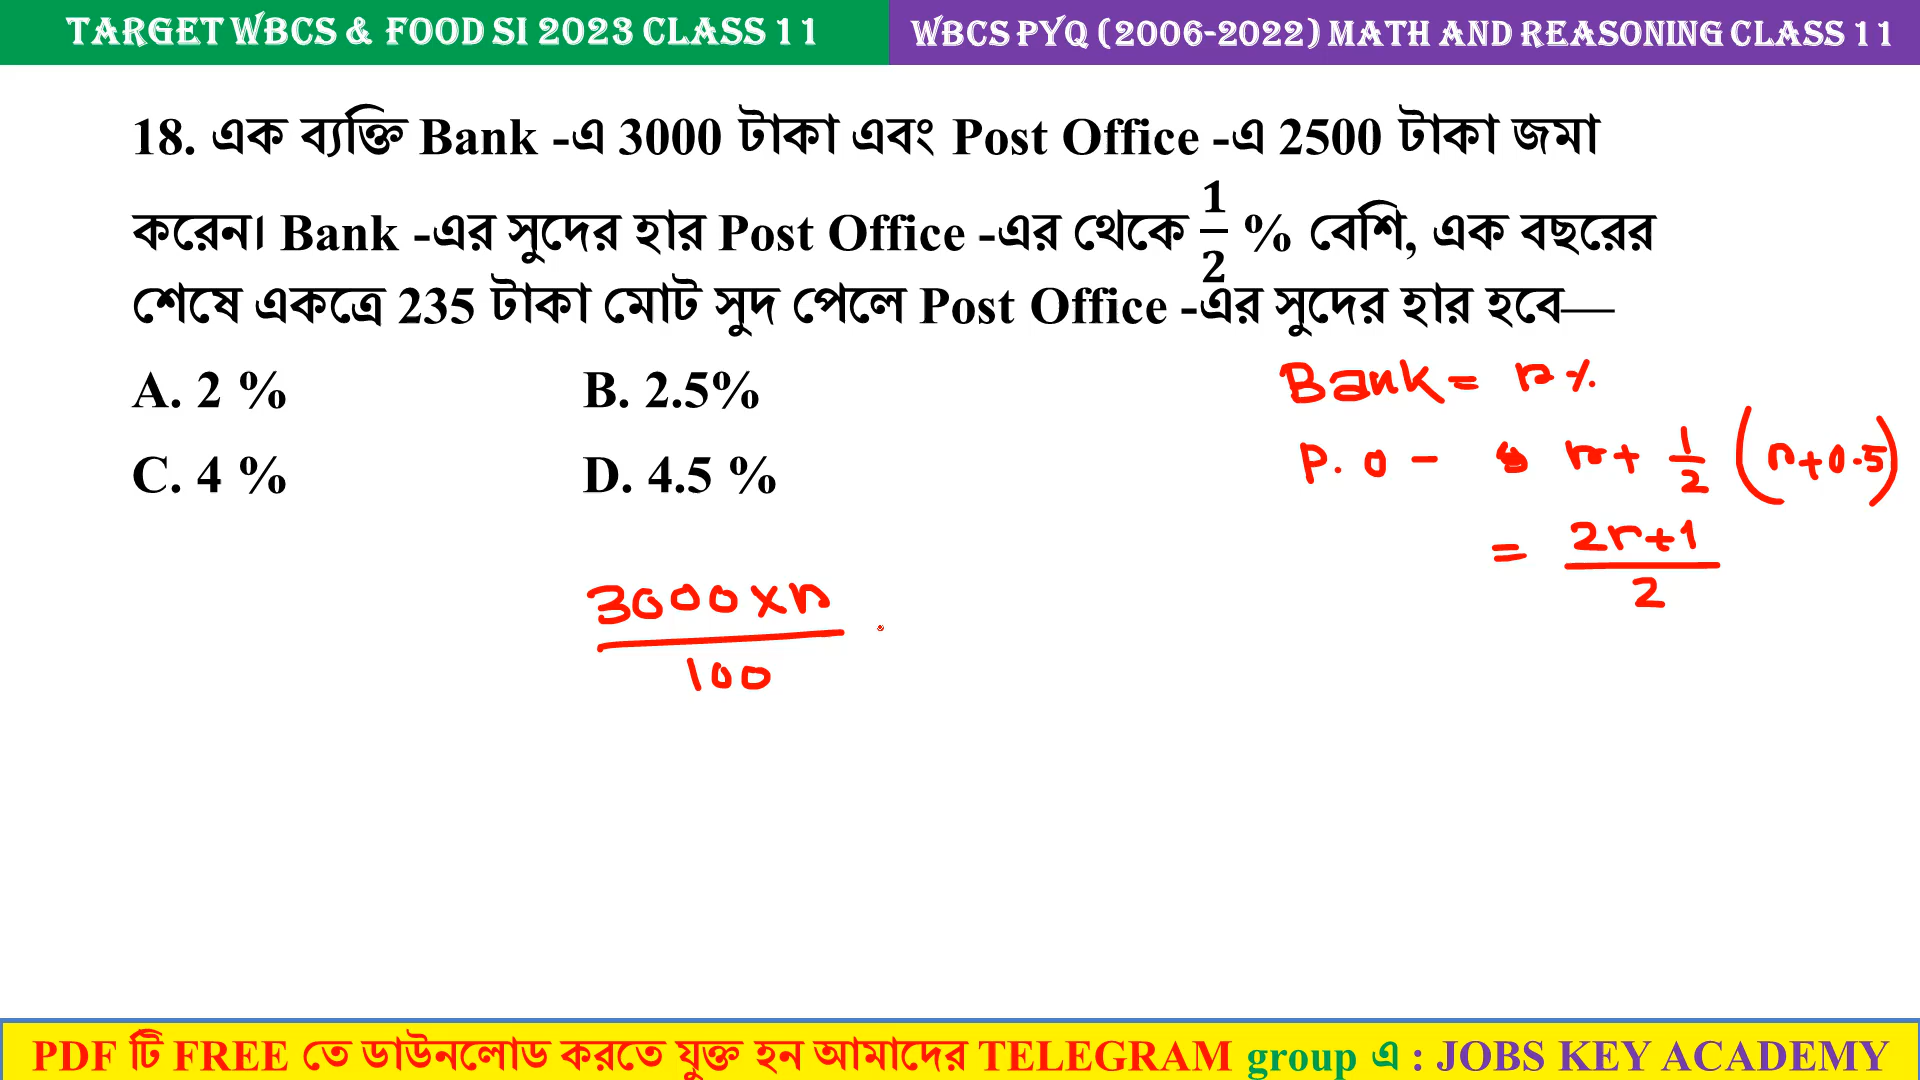 TARGET WBCS & FOOD SI 2023 CLASS 11
WBCS PYQ (2006-2022) MATH AND REASONING CLASS 11
18. এক ব্যক্তি Bank -এ 3000 টাকা এবং Post Office -এ 2500 টাকা জমা
করেন। Bank -এর সুদের হার Post Office -এর থেকে 1/2 % বেশি, এক বছরের
শেষে একত্রে 235 টাকা মোট সুদ পেলে Post Office -এর সুদের হার হবে—
A. 2 % B. 2.5%
C. 4 % D. 4.5 %
Bank = r%
P.O - r + 1/2 (r+0.5)
= 2r+1/2
3000×r/100
PDF টি FREE তে ডাউনলোড করতে যুক্ত হন আমাদের TELEGRAM group এ : JOBS KEY ACADEMY